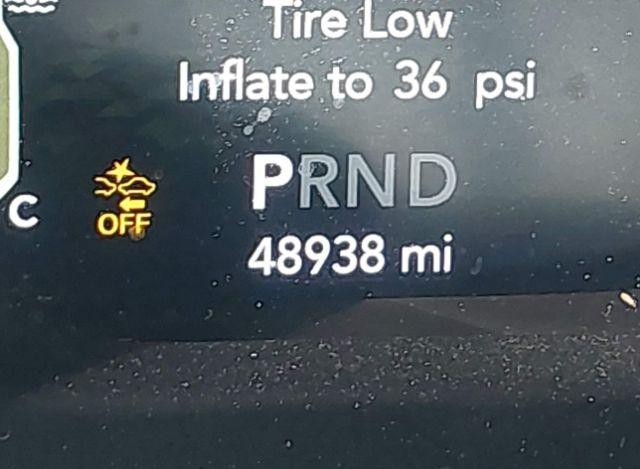 Tire Low
Inflate to 36 psi
PRND
C
OFF
48938 mi